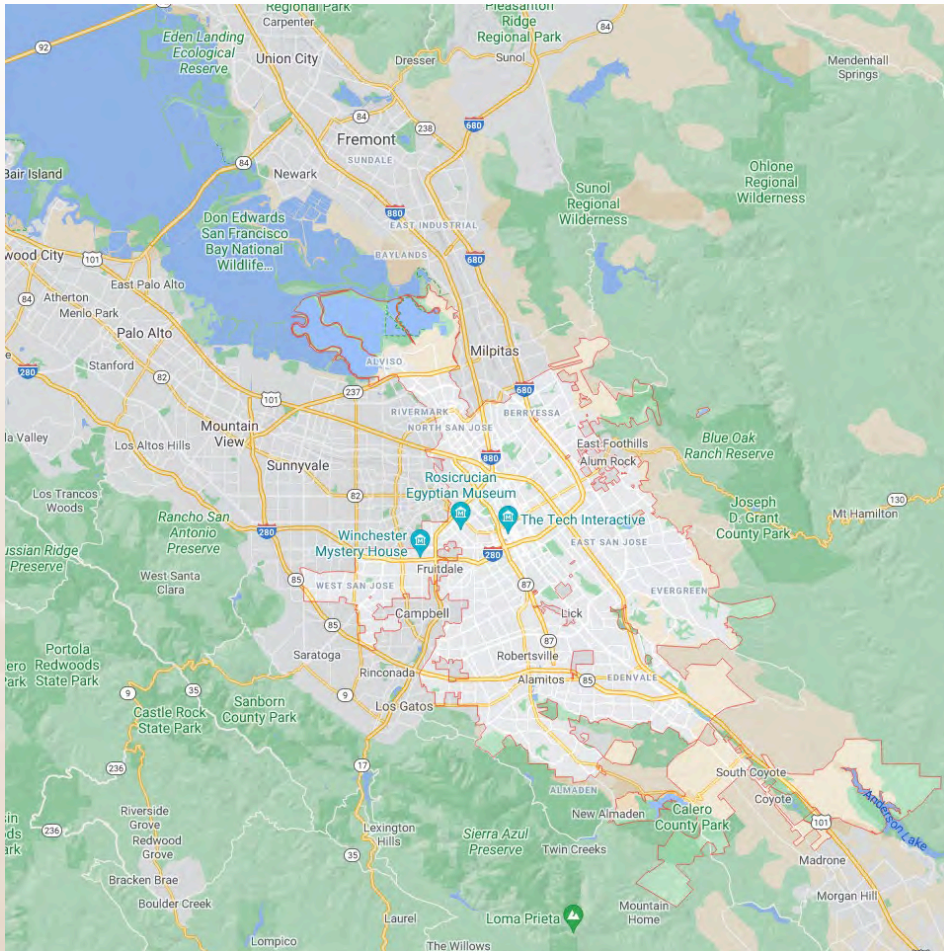 Regional Park
Carpenter
Pleasanton
Ridge
Regional Park
84
92
Eden Landing
Ecological
Reserve
Union City
Dresser
Sunol
Mendenhall
Springs
84
238
680
Fremont
SUNDALE
84
Newark
Bair Island
Sunol
Regional
Wilderness
Ohlone
Regional
Wilderness
880
Don Edwards
San Francisco
Bay National
Wildlife...
EAST INDUSTRIAL
BAYLANDS
680
wood City
101
East Palo Alto
84
Atherton
Menlo Park
Palo Alto
Milpitas
ALVISO
Stanford
280
82
237
680
101
RIVERMARK
BERRYESSA
Mountain
View
NORTH SAN JOSE
la Valley
Los Altos Hills
East Foothills
Alum Rock
Blue Oak
Ranch Reserve
880
Sunnyvale
Rosicrucian
Egyptian Museum
Los Trancos
Woods
82
130
Mt Hamilton
Joseph
D. Grant
County Park
Rancho San
Antonio
Preserve
The Tech Interactive
280
Winchester
Mystery House
EAST SAN JOSE
ussian Ridge
Preserve
280
Fruitdale
West Santa
Clara
85
WEST SAN JOSE
87
EVERGREEN
Campbell
Lick
85
87
Portola
Redwoods
State Park
ero
Park
Saratoga
Robertsville
Rinconada
Alamitos
85
EDENVALE
9
35
9
Sanborn
County Park
Castle Rock
State Park
Los Gatos
17
236
South Coyote
Coyote
ALMADEN
New Almaden
Calero
County Park
Anderson Lake
101
Riverside
Grove
Redwood
Grove
236
Lexington
Hills
Sierra Azul
Preserve
Twin Creeks
35
Madrone
Bracken Brae
Boulder Creek
Morgan Hill
Mountain
Home
Laurel
Loma Prieta
Lompico
The Willows